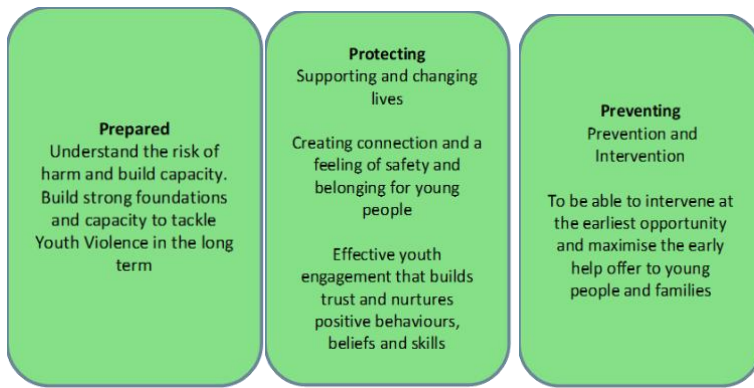 Prepared
Understand the risk of
harm and build capacity.
Build strong foundations
and capacity to tackle
Youth Violence in the long
term
Protecting
Supporting and changing
lives
Creating connection and a
feeling of safety and
belonging for young
people
Effective youth
engagement that builds
trust and nurtures
positive behaviours,
beliefs and skills
Preventing
Prevention and
Intervention
To be able to intervene at
the earliest opportunity
and maximise the early
help offer to young
people and families